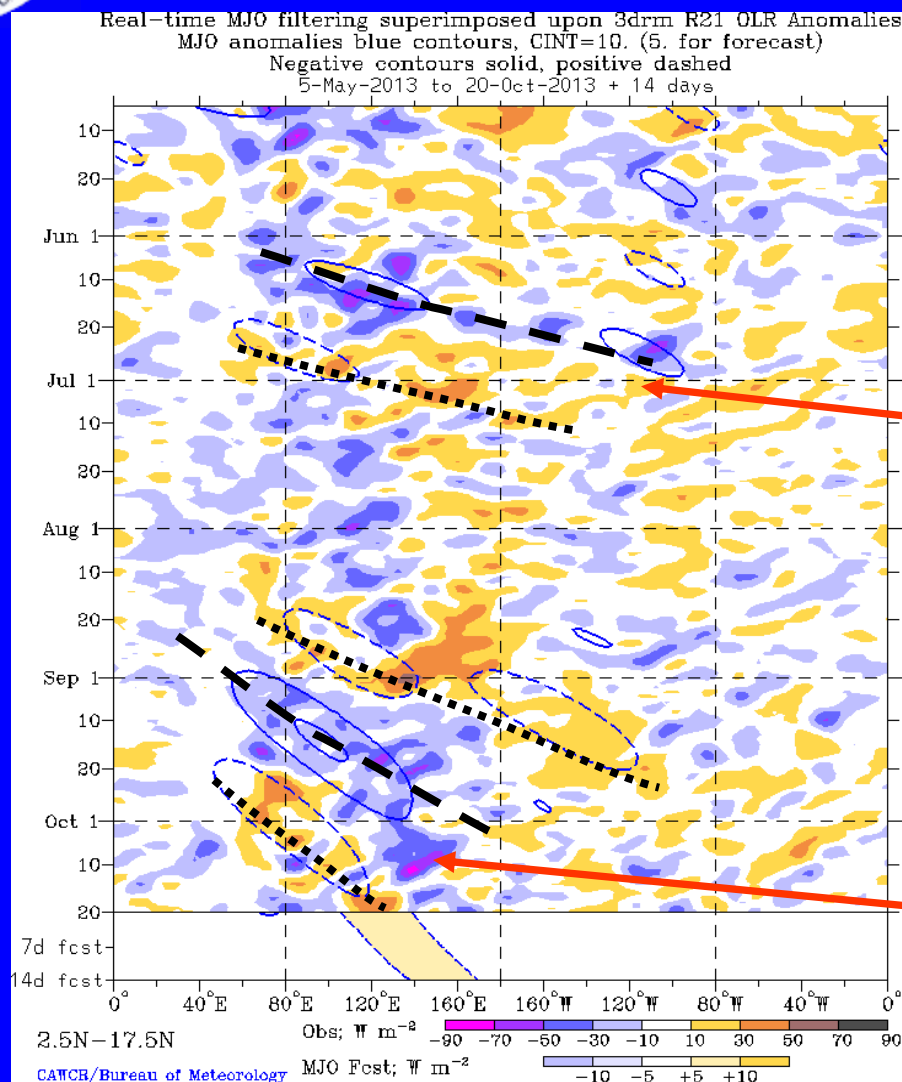 Real-time MJO filtering superimposed upon 3drm R21 OLR Anomalies
MJO anomalies blue contours, CINT=10. (5. for forecast)
Negative contours solid, positive dashed
5-May-2013 to 20-Oct-2013 + 14 days
10
20
Jun 1
10
20
Jul 1
10
20
Aug 1
10
20
Sep 1
10
20
Oct 1
10
20
7d fcst
14d fcst
0° 40°E 80°E 120°E 160°E 160°W 120°W 80°W 40°W 0°
2.5N-17.5N
Obs; W m-2
-90 -70 -50 -30 -10 10 30 50 70 90
CAWCR/Bureau of Meteorology
MJO Fcst; W m-2
-10 -5 +5 +10